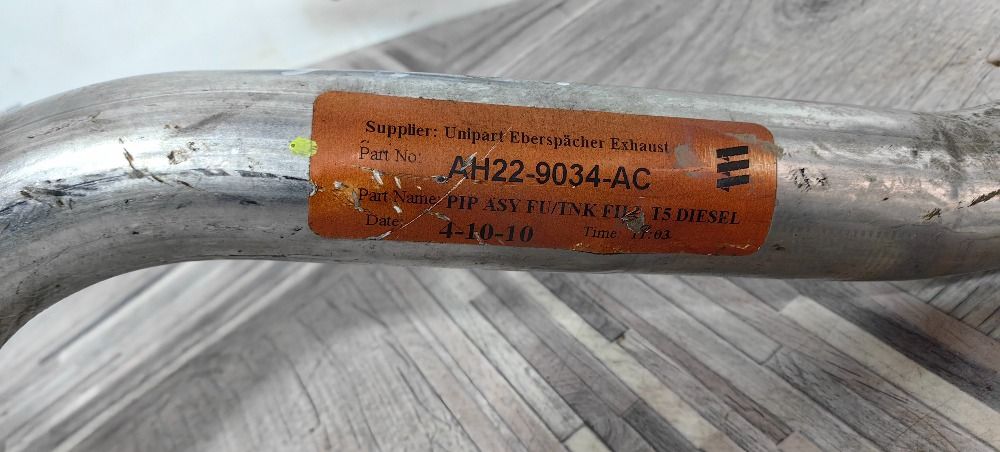 Supplier: Unipart Eberspächer Exhaust
Part No: AH22-9034-AC
Part Name: PIP ASY FU/TNK FILL T5 DIESEL
Date: 4-10-10 Time: 11:03